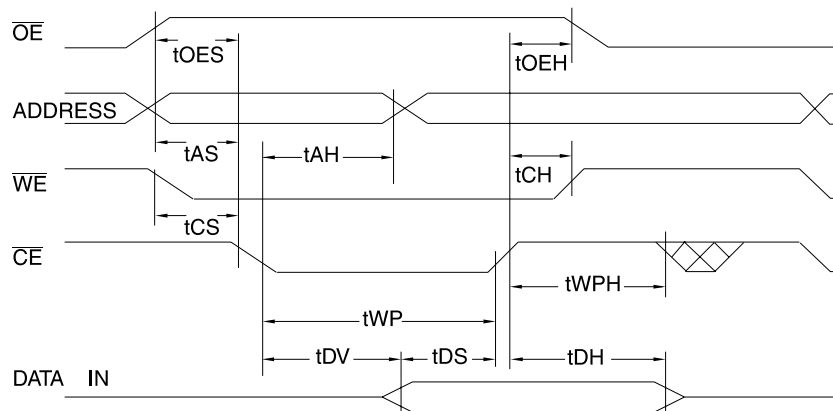 OE
tOES
tOEH
ADDRESS
tAS
tAH
tCH
WE
tCS
CE
tWPH
tWP
tDV
tDS
tDH
DATA IN